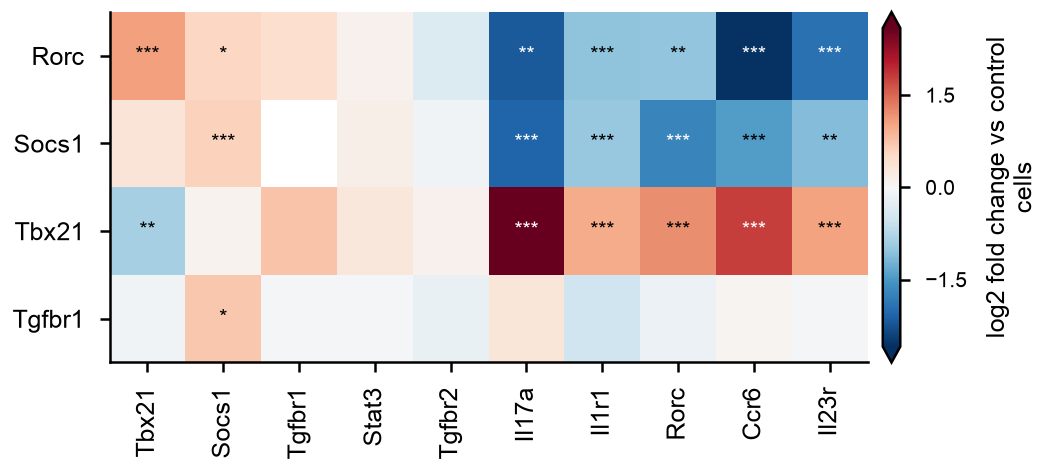 Rorc
*** * ** *** ** *** ***
Socs1
*** *** *** *** *** **
Tbx21
** *** *** *** *** ***
Tgfbr1
*
Tbx21 Socs1 Tgfbr1 Stat3 Tgfbr2 Il17a Il1r1 Rorc Ccr6 Il23r
1.5
0.0
−1.5
log2 fold change vs control
cells